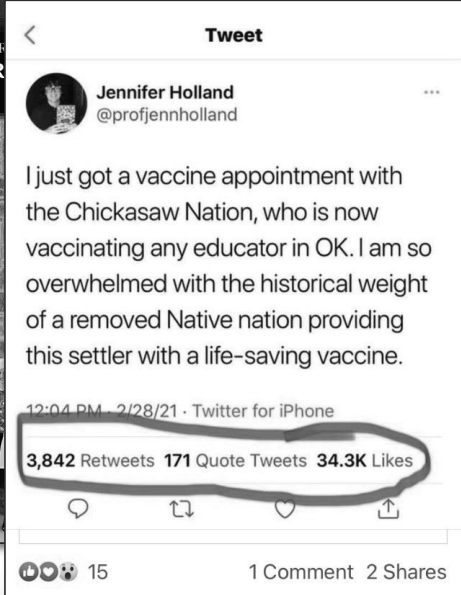 Tweet
Jennifer Holland
@profjennholland
I just got a vaccine appointment with
the Chickasaw Nation, who is now
vaccinating any educator in OK. I am so
overwhelmed with the historical weight
of a removed Native nation providing
this settler with a life-saving vaccine.
12:04 PM · 2/28/21 · Twitter for iPhone
3,842 Retweets 171 Quote Tweets 34.3K Likes
15 1 Comment 2 Shares